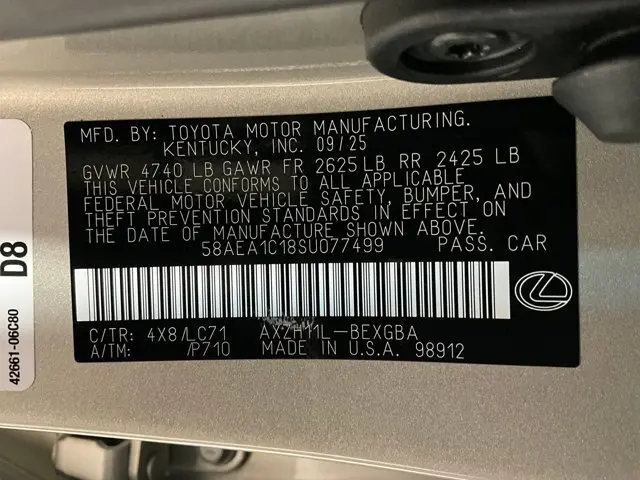 MFD. BY: TOYOTA MOTOR MANUFACTURING.
KENTUCKY, INC. 09/25
GVWR 4740 LB GAWR FR 2625 LB RR 2425 LB
THIS VEHICLE CONFORMS TO ALL APPLICABLE
FEDERAL MOTOR VEHICLE SAFETY, BUMPER, AND
THEFT PREVENTION STANDARDS IN EFFECT ON
THE DATE OF MANUFACTURE SHOWN ABOVE.
58AEA1C18SU077499 PASS. CAR
C/TR: 4X8/LC71 AXZH11L-BEXGBA
A/TM: /P710 MADE IN U.S.A. 98912
D8
42661-06C80